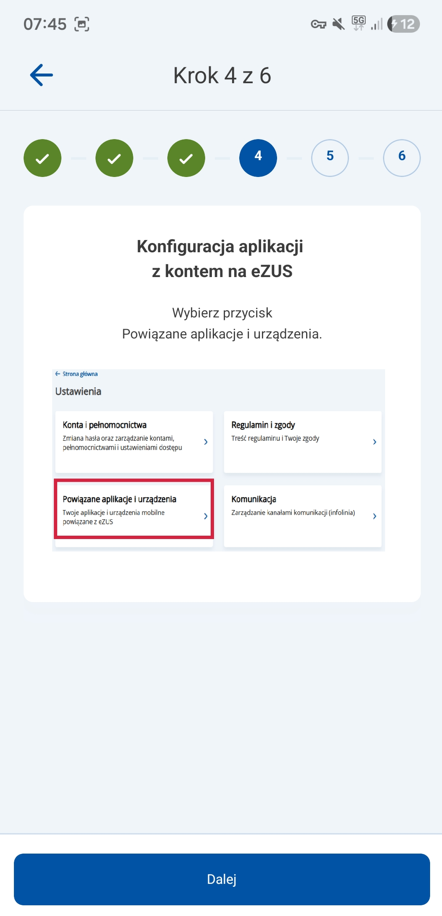 07:45 5G 12
Krok 4 z 6
4 5 6
Konfiguracja aplikacji
z kontem na eZUS
Wybierz przycisk
Powiązane aplikacje i urządzenia.
← Strona główna
Ustawienia
Konta i pełnomocnictwa
Zmiana hasła oraz zarządzanie kontami,
pełnomocnictwami i ustawieniami dostępu
Regulamin i zgody
Treść regulaminu i Twoje zgody
Powiązane aplikacje i urządzenia
Twoje aplikacje i urządzenia mobilne
powiązane z eZUS
Komunikacja
Zarządzanie kanałami komunikacji (infolinia)
Dalej